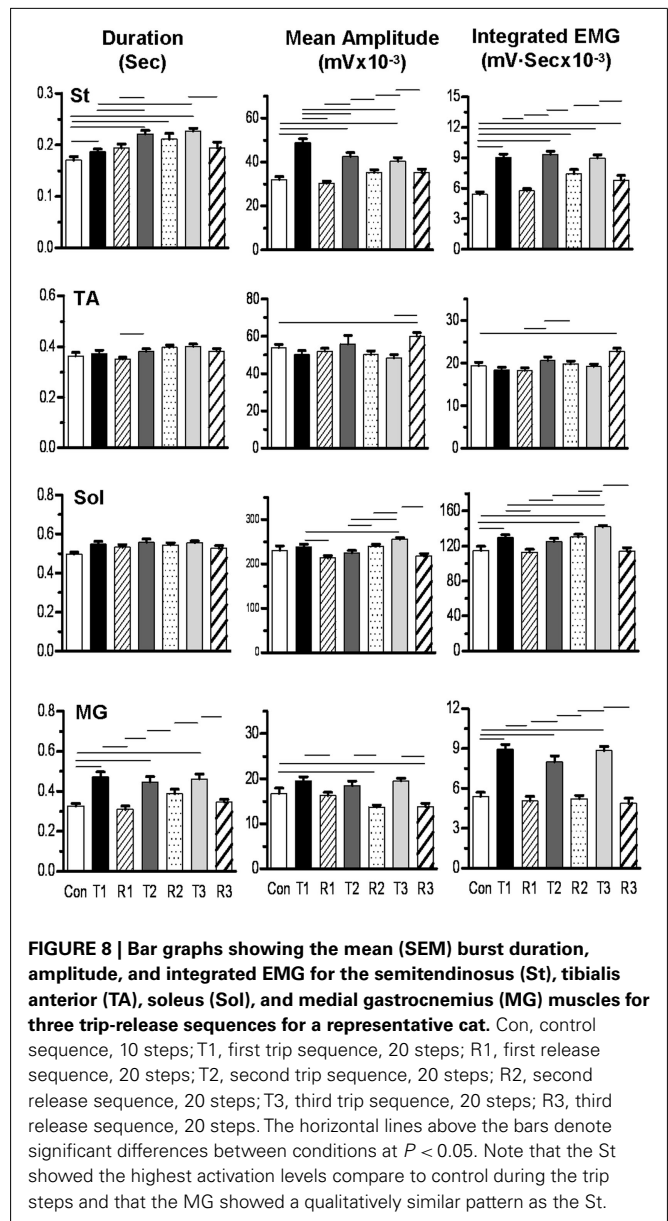 Duration Mean Amplitude Integrated EMG
(Sec) (mVx10-3) (mV·Secx10-3)
St
0.3 60 15
0.2 40 12
9
0.1 20 6
3
0.0 0 0
TA
0.6 80 30
0.4 60 20
40
0.2 20 10
0.0 0 0
Sol
0.8 300 160
0.6 200 120
0.4 80
0.2 100 40
0.0 0 0
MG
0.8 30 12
0.6 20 9
0.4 6
0.2 10 3
0.0 0 0
Con T1 R1 T2 R2 T3 R3 Con T1 R1 T2 R2 T3 R3 Con T1 R1 T2 R2 T3 R3
FIGURE 8 | Bar graphs showing the mean (SEM) burst duration,
amplitude, and integrated EMG for the semitendinosus (St), tibialis
anterior (TA), soleus (Sol), and medial gastrocnemius (MG) muscles for
three trip-release sequences for a representative cat. Con, control
sequence, 10 steps; T1, first trip sequence, 20 steps; R1, first release
sequence, 20 steps; T2, second trip sequence, 20 steps; R2, second
release sequence, 20 steps; T3, third trip sequence, 20 steps; R3, third
release sequence, 20 steps. The horizontal lines above the bars denote
significant differences between conditions at P < 0.05. Note that the St
showed the highest activation levels compare to control during the trip
steps and that the MG showed a qualitatively similar pattern as the St.